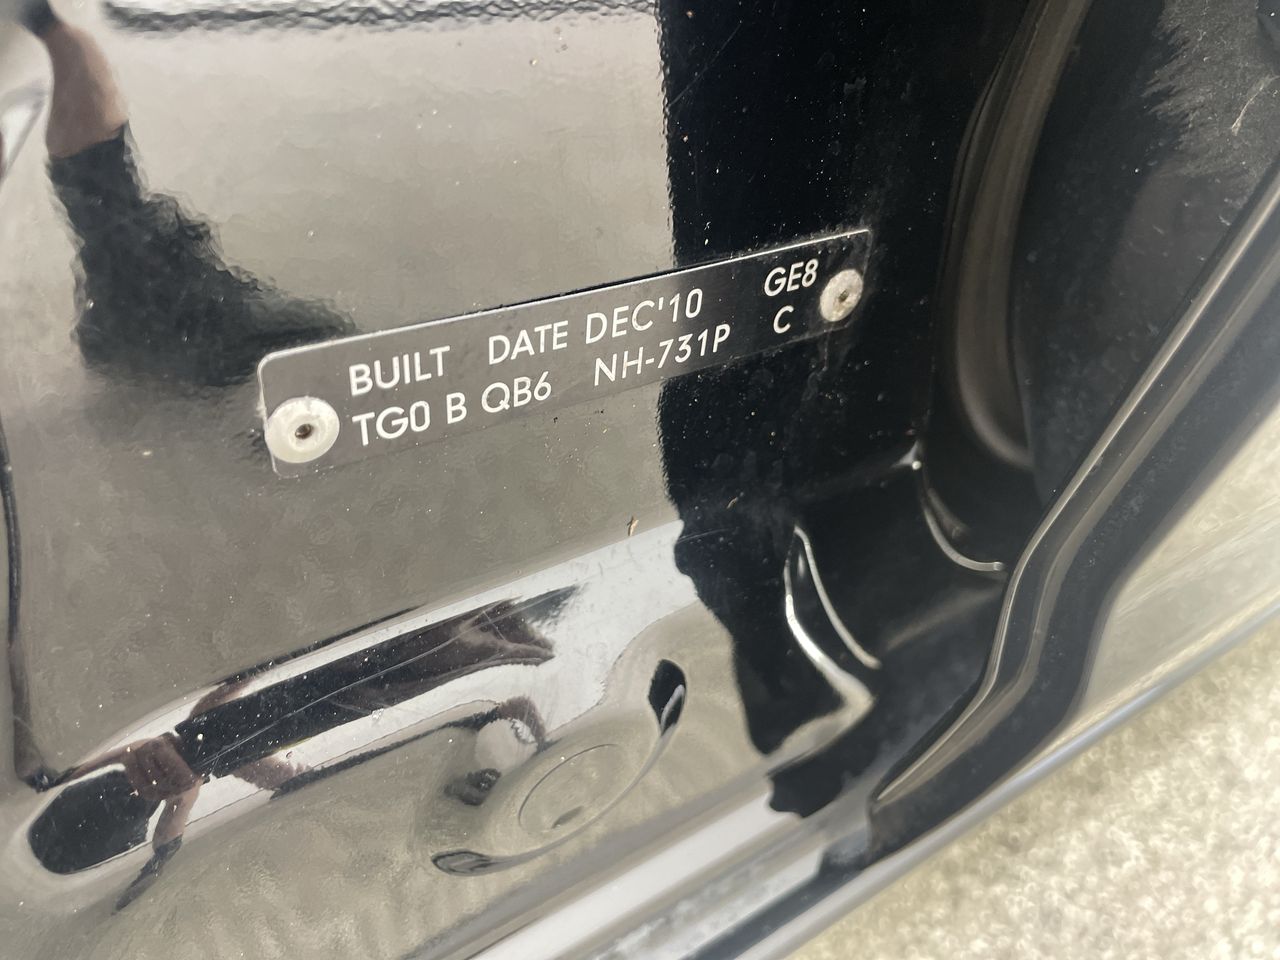 BUILT DATE DEC'10 GE8
TG0 B QB6 NH-731P C